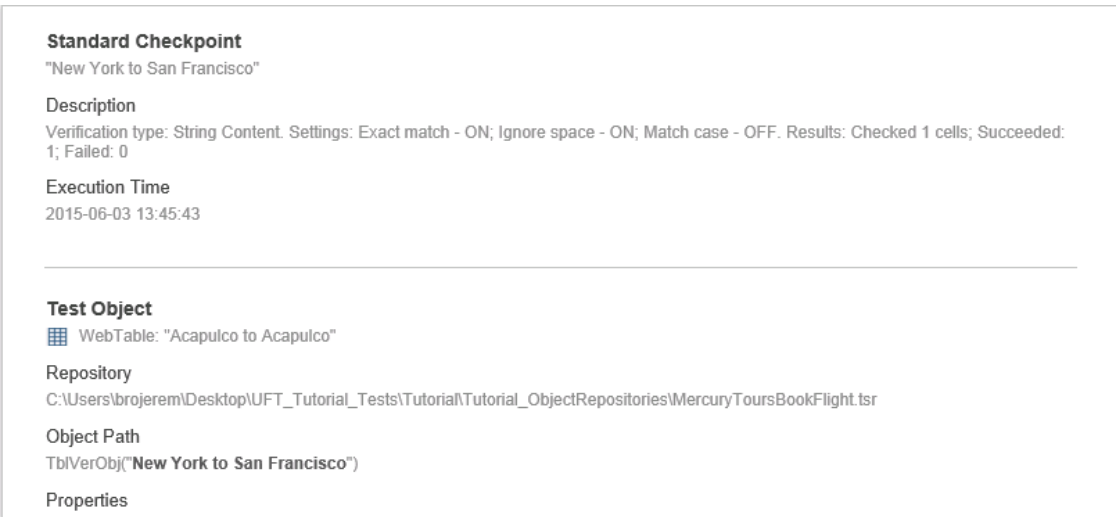 Standard Checkpoint
"New York to San Francisco"
Description
Verification type: String Content. Settings: Exact match - ON; Ignore space - ON; Match case - OFF. Results: Checked 1 cells; Succeeded:
1; Failed: 0
Execution Time
2015-06-03 13:45:43
Test Object
WebTable: "Acapulco to Acapulco"
Repository
C:\Users\brojerem\Desktop\UFT_Tutorial_Tests\Tutorial\Tutorial_ObjectRepositories\MercuryToursBookFlight.tsr
Object Path
TblVerObj("New York to San Francisco")
Properties